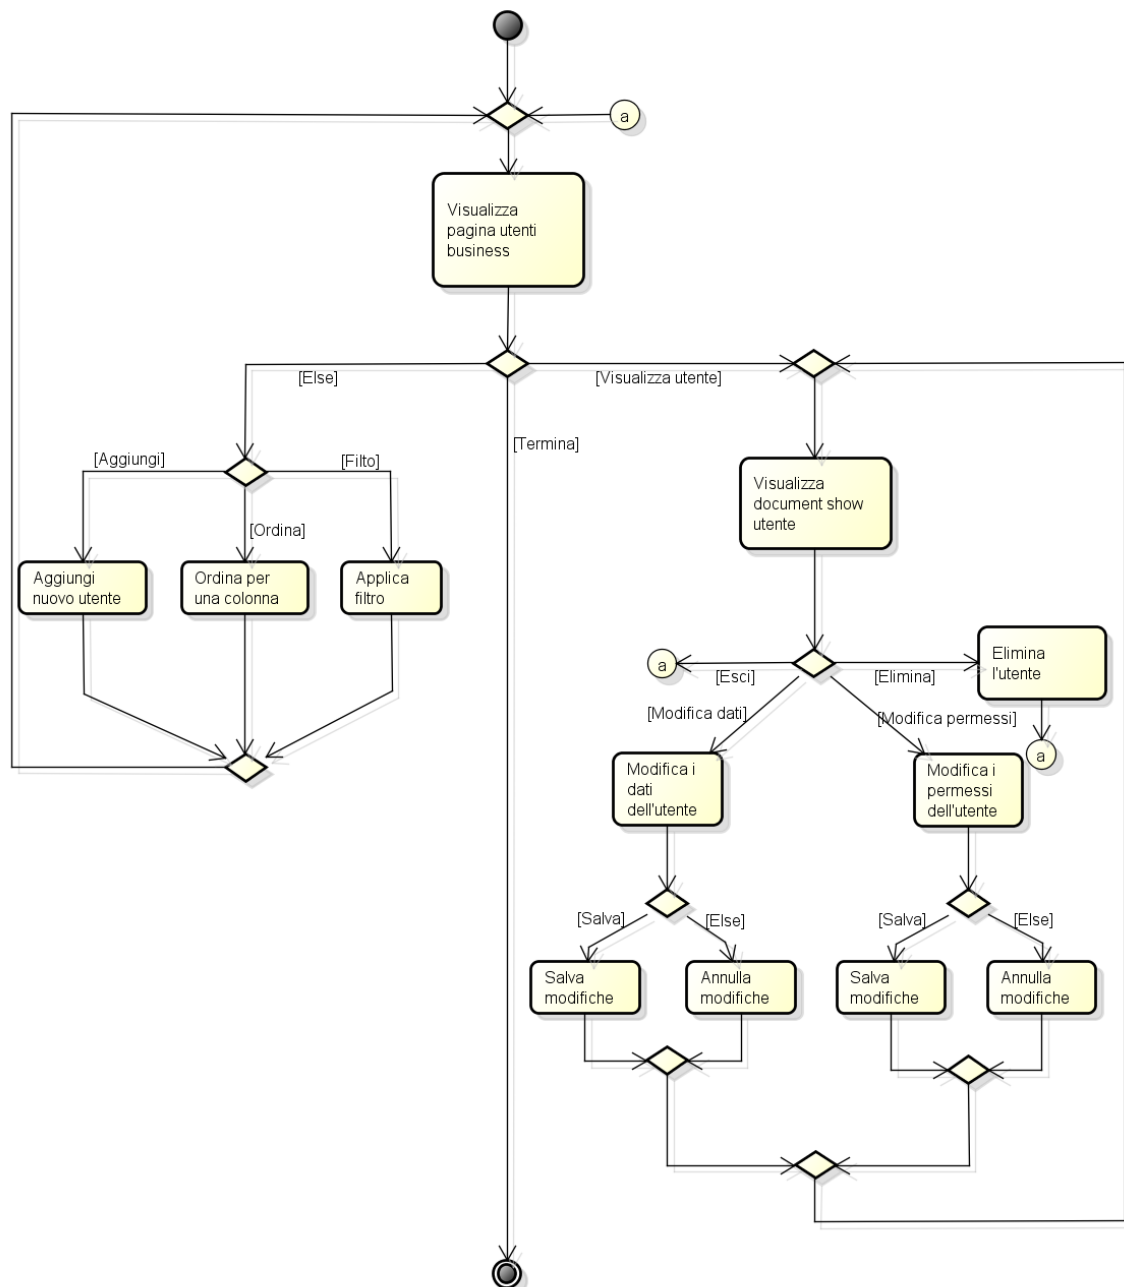 a
Visualizza
pagina utenti
business
[Else]
[Visualizza utente]
[Termina]
[Aggiungi]
[Filto]
[Ordina]
Visualizza
document show
utente
Aggiungi
nuovo utente
Ordina per
una colonna
Applica
filtro
a
[Esci]
[Elimina]
Elimina
l'utente
[Modifica dati]
[Modifica permessi]
a
Modifica i
dati
dell'utente
Modifica i
permessi
dell'utente
[Salva]
[Else]
[Salva]
[Else]
Salva
modifiche
Annulla
modifiche
Salva
modifiche
Annulla
modifiche